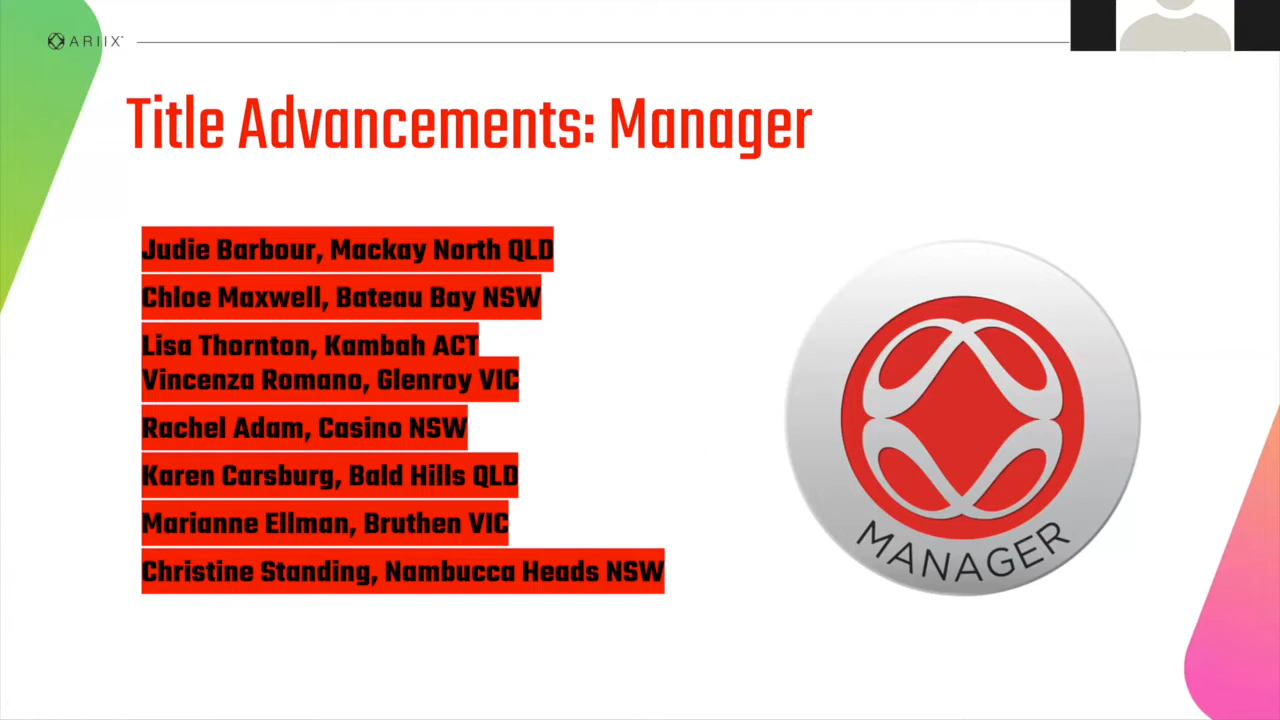 ARIIX
Title Advancements: Manager
Judie Barbour, Mackay North QLD
Chloe Maxwell, Bateau Bay NSW
Lisa Thornton, Kambah ACT
Vincenza Romano, Glenroy VIC
Rachel Adam, Casino NSW
Karen Carsburg, Bald Hills QLD
Marianne Ellman, Bruthen VIC
Christine Standing, Nambucca Heads NSW
MANAGER